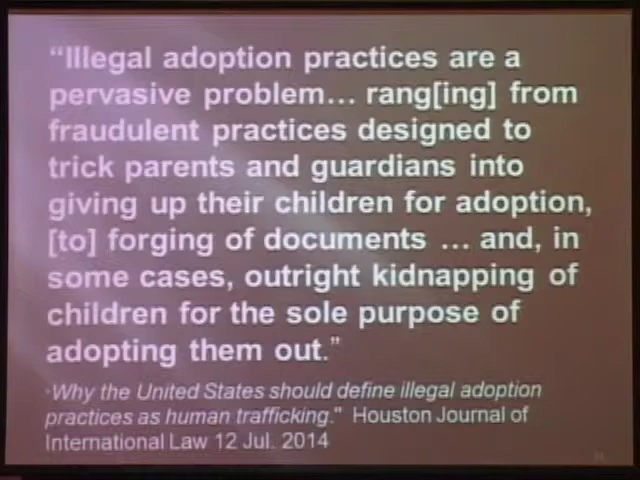 “Illegal adoption practices are a
pervasive problem... rang[ing] from
fraudulent practices designed to
trick parents and guardians into
giving up their children for adoption,
[to] forging of documents ... and, in
some cases, outright kidnapping of
children for the sole purpose of
adopting them out.”
Why the United States should define illegal adoption
practices as human trafficking." Houston Journal of
International Law 12 Jul. 2014